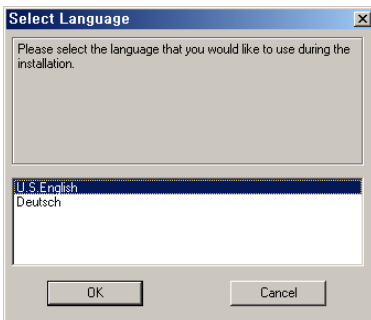 Select Language
Please select the language that you would like to use during the
installation.
U.S.English
Deutsch
OK
Cancel